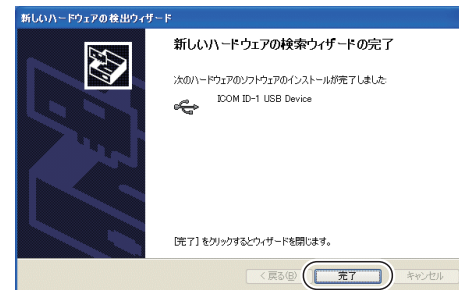 新しいハードウェアの検出ウィザード
新しいハードウェアの検索ウィザードの完了
次のハードウェアのソフトウェアのインストールが完了しました:
ICOM ID-1 USB Device
[完了] をクリックするとウィザードを閉じます。
< 戻る(B)
完了
キャンセル